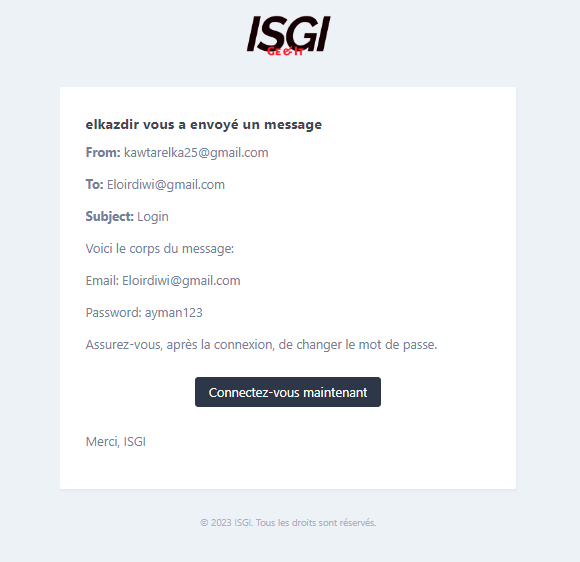 ISGI
GE & IT
elkazdir vous a envoyé un message
From: kawtarelka25@gmail.com
To: Eloirdiwi@gmail.com
Subject: Login
Voici le corps du message:
Email: Eloirdiwi@gmail.com
Password: ayman123
Assurez-vous, après la connexion, de changer le mot de passe.
Connectez-vous maintenant
Merci, ISGI
© 2023 ISGI. Tous les droits sont réservés.